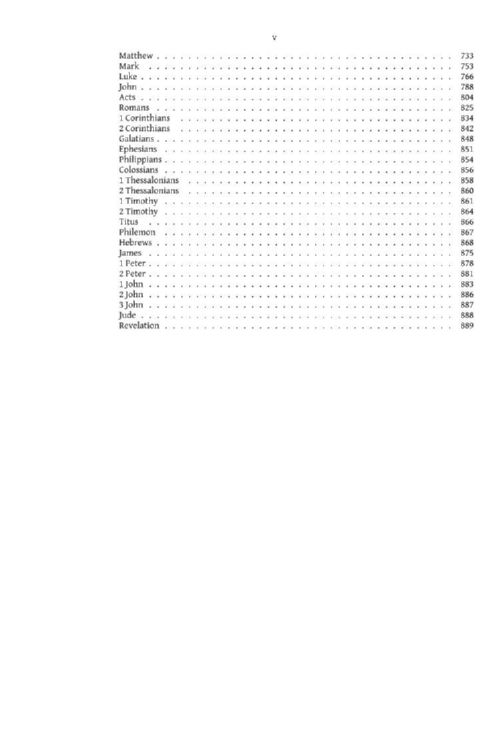 v
Matthew . . . . . . . . . . . . . . . . . . . . . . . . . . . . . . . . . . . . . . 733
Mark . . . . . . . . . . . . . . . . . . . . . . . . . . . . . . . . . . . . . . . 753
Luke . . . . . . . . . . . . . . . . . . . . . . . . . . . . . . . . . . . . . . . . 766
John . . . . . . . . . . . . . . . . . . . . . . . . . . . . . . . . . . . . . . . . 788
Acts . . . . . . . . . . . . . . . . . . . . . . . . . . . . . . . . . . . . . . . . 804
Romans . . . . . . . . . . . . . . . . . . . . . . . . . . . . . . . . . . . . . . 825
1 Corinthians . . . . . . . . . . . . . . . . . . . . . . . . . . . . . . . . . . . 834
2 Corinthians . . . . . . . . . . . . . . . . . . . . . . . . . . . . . . . . . . . 842
Galatians . . . . . . . . . . . . . . . . . . . . . . . . . . . . . . . . . . . . . . 848
Ephesians . . . . . . . . . . . . . . . . . . . . . . . . . . . . . . . . . . . . . 851
Philippians . . . . . . . . . . . . . . . . . . . . . . . . . . . . . . . . . . . . . 854
Colossians . . . . . . . . . . . . . . . . . . . . . . . . . . . . . . . . . . . . . 856
1 Thessalonians . . . . . . . . . . . . . . . . . . . . . . . . . . . . . . . . . . 858
2 Thessalonians . . . . . . . . . . . . . . . . . . . . . . . . . . . . . . . . . . 860
1 Timothy . . . . . . . . . . . . . . . . . . . . . . . . . . . . . . . . . . . . . 861
2 Timothy . . . . . . . . . . . . . . . . . . . . . . . . . . . . . . . . . . . . . 864
Titus . . . . . . . . . . . . . . . . . . . . . . . . . . . . . . . . . . . . . . . 866
Philemon . . . . . . . . . . . . . . . . . . . . . . . . . . . . . . . . . . . . . 867
Hebrews . . . . . . . . . . . . . . . . . . . . . . . . . . . . . . . . . . . . . . 868
James . . . . . . . . . . . . . . . . . . . . . . . . . . . . . . . . . . . . . . . 875
1 Peter . . . . . . . . . . . . . . . . . . . . . . . . . . . . . . . . . . . . . . . 878
2 Peter . . . . . . . . . . . . . . . . . . . . . . . . . . . . . . . . . . . . . . . 881
1 John . . . . . . . . . . . . . . . . . . . . . . . . . . . . . . . . . . . . . . . 883
2 John . . . . . . . . . . . . . . . . . . . . . . . . . . . . . . . . . . . . . . . 886
3 John . . . . . . . . . . . . . . . . . . . . . . . . . . . . . . . . . . . . . . . 887
Jude . . . . . . . . . . . . . . . . . . . . . . . . . . . . . . . . . . . . . . . . 888
Revelation . . . . . . . . . . . . . . . . . . . . . . . . . . . . . . . . . . . . . 889